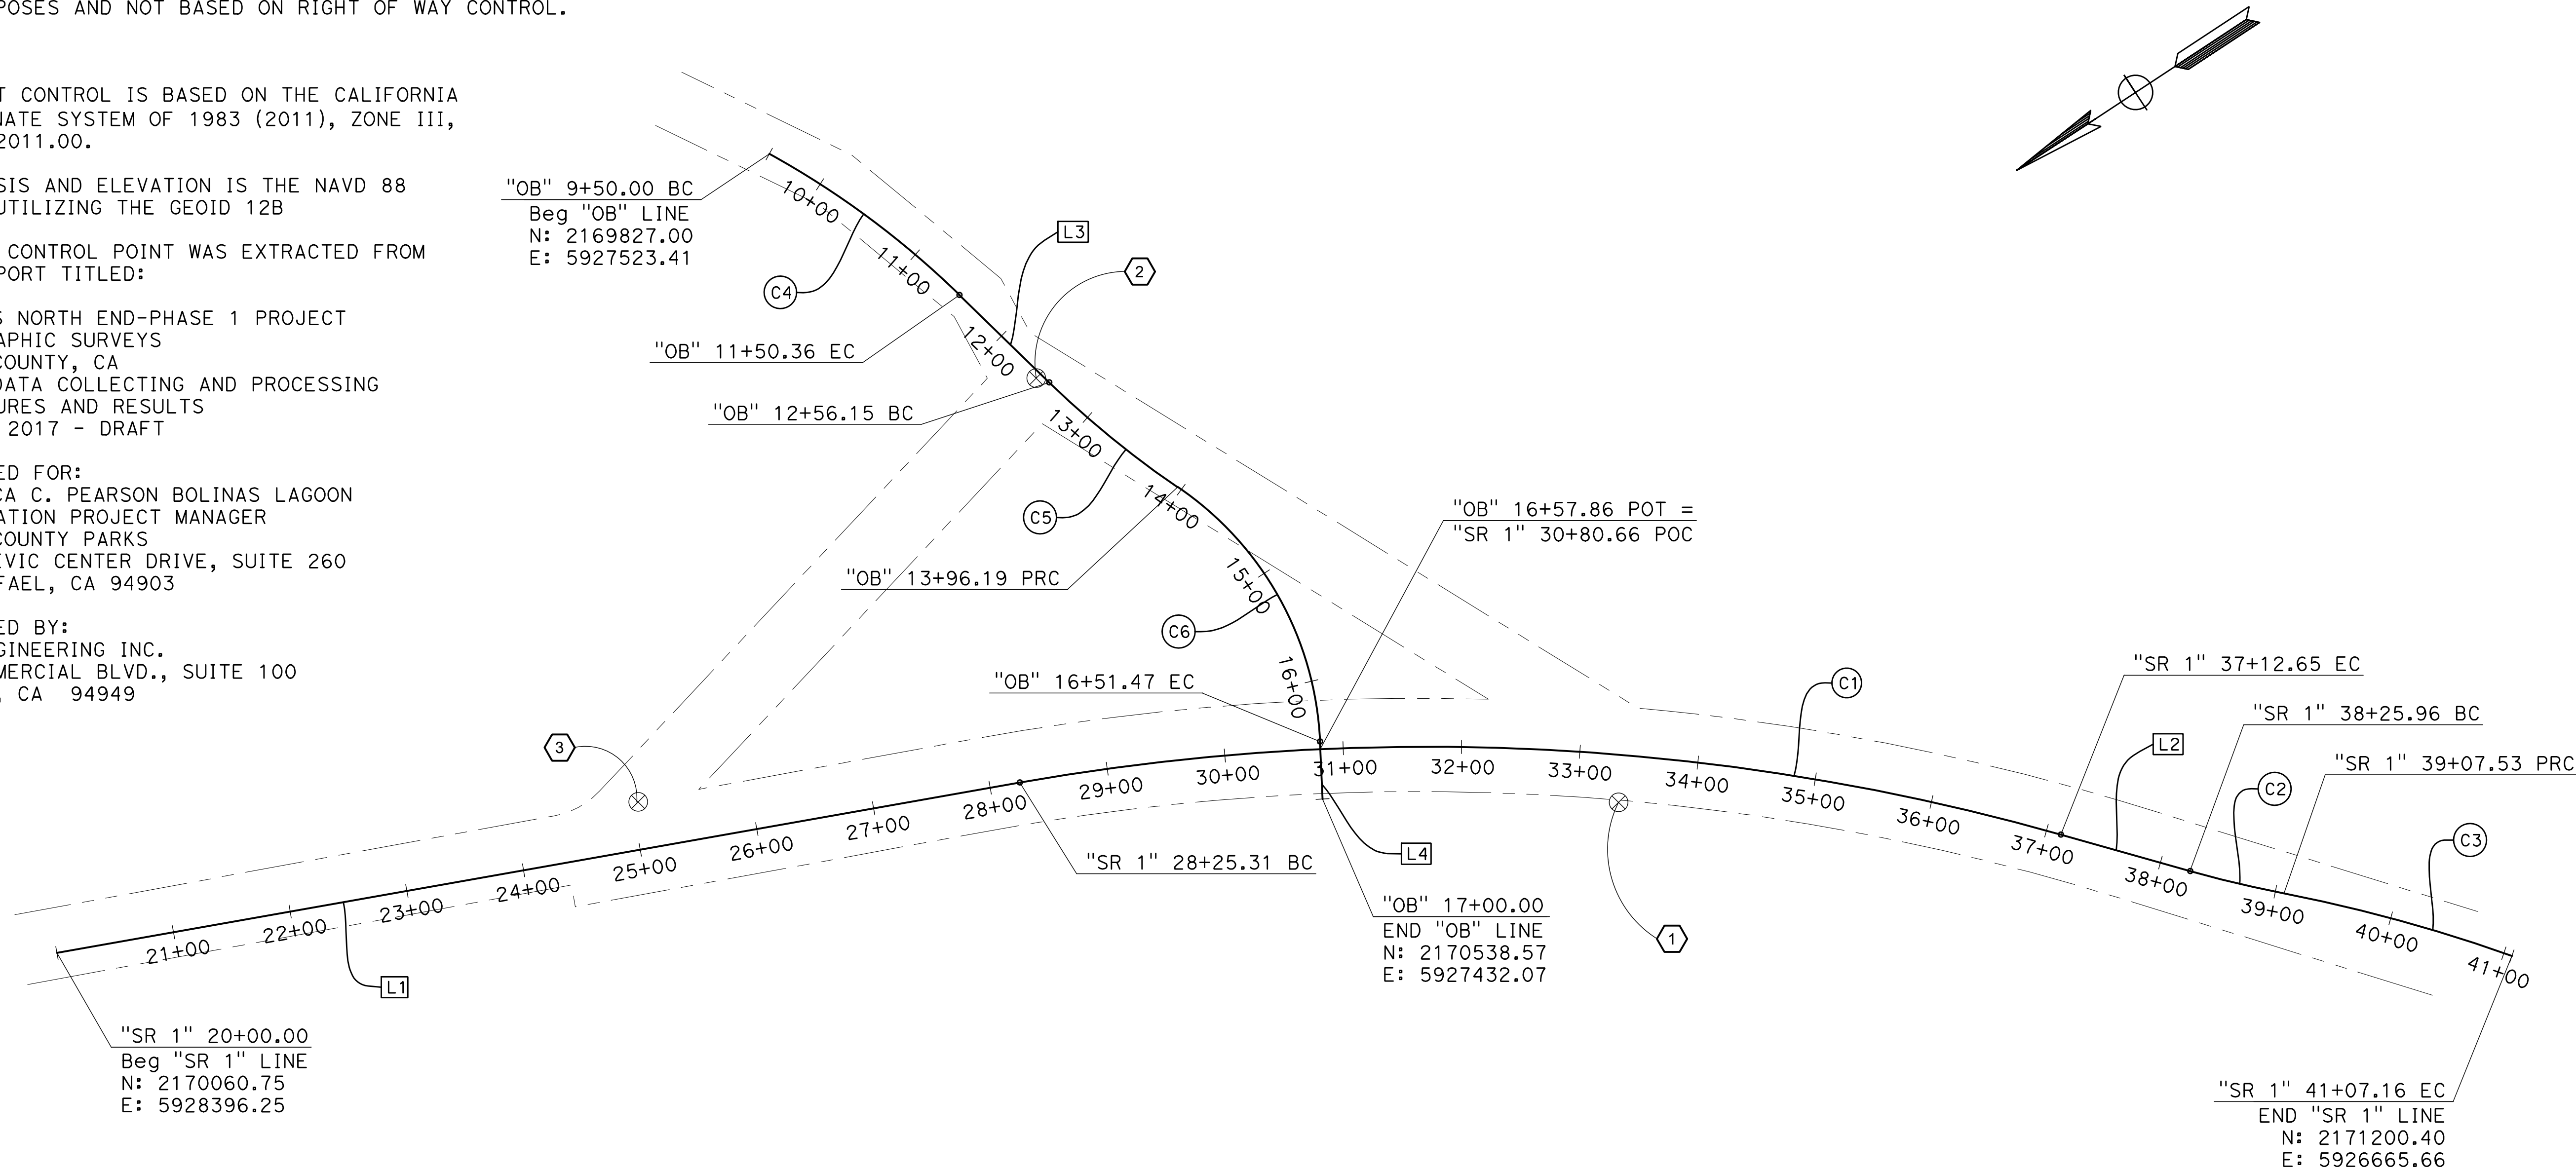 POSES AND NOT BASED ON RIGHT OF WAY CONTROL.
T CONTROL IS BASED ON THE CALIFORNIA
NATE SYSTEM OF 1983 (2011), ZONE III,
2011.00.
SIS AND ELEVATION IS THE NAVD 88
UTILIZING THE GEOID 12B
CONTROL POINT WAS EXTRACTED FROM
PORT TITLED:
S NORTH END-PHASE 1 PROJECT
APHIC SURVEYS
COUNTY, CA
DATA COLLECTING AND PROCESSING
URES AND RESULTS
2017 - DRAFT
ED FOR:
CA C. PEARSON BOLINAS LAGOON
ATION PROJECT MANAGER
COUNTY PARKS
EVIC CENTER DRIVE, SUITE 260
FAEL, CA 94903
ED BY:
GINEERING INC.
MERCIAL BLVD., SUITE 100
, CA 94949
"OB" 9+50.00 BC
Beg "OB" LINE
N: 2169827.00
E: 5927523.41
10+00
C4
11+00
L3
2
"OB" 11+50.36 EC
12+00
"OB" 12+56.15 BC
13+00
C5
14+00
"OB" 13+96.19 PRC
15+00
C6
16+00
"OB" 16+51.47 EC
"OB" 16+57.86 POT =
"SR 1" 30+80.66 POC
C1
"SR 1" 37+12.65 EC
"SR 1" 38+25.96 BC
L2
"SR 1" 39+07.53 PRC
C2
C3
3
21+00
22+00
23+00
24+00
25+00
26+00
27+00
28+00
29+00
30+00
31+00
32+00
33+00
34+00
35+00
36+00
37+00
38+00
39+00
40+00
41+00
"SR 1" 28+25.31 BC
L4
"OB" 17+00.00
END "OB" LINE
N: 2170538.57
E: 5927432.07
1
L1
"SR 1" 20+00.00
Beg "SR 1" LINE
N: 2170060.75
E: 5928396.25
"SR 1" 41+07.16 EC
END "SR 1" LINE
N: 2171200.40
E: 5926665.66